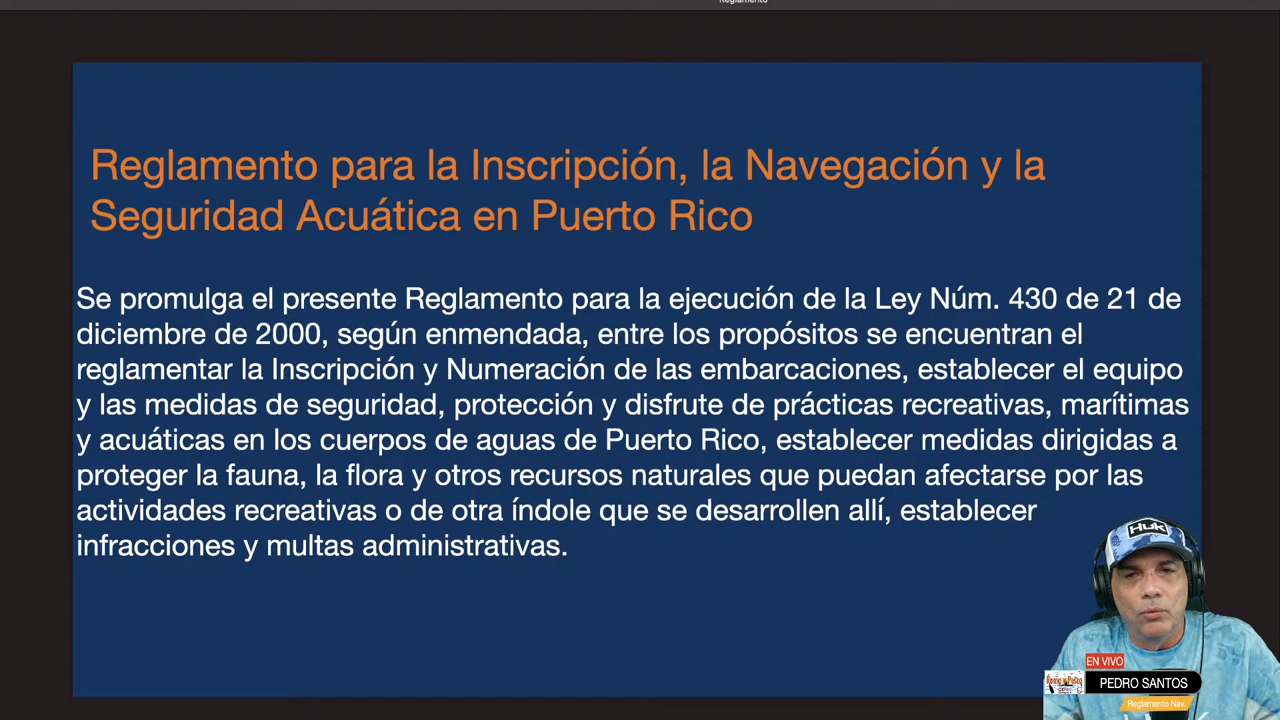 Reglamento
Reglamento para la Inscripción, la Navegación y la
Seguridad Acuática en Puerto Rico
Se promulga el presente Reglamento para la ejecución de la Ley Núm. 430 de 21 de
diciembre de 2000, según enmendada, entre los propósitos se encuentran el
reglamentar la Inscripción y Numeración de las embarcaciones, establecer el equipo
y las medidas de seguridad, protección y disfrute de prácticas recreativas, marítimas
y acuáticas en los cuerpos de aguas de Puerto Rico, establecer medidas dirigidas a
proteger la fauna, la flora y otros recursos naturales que puedan afectarse por las
actividades recreativas o de otra índole que se desarrollen allí, establecer
infracciones y multas administrativas.
HUK
EN VIVO
PEDRO SANTOS
Reglamento Nav.